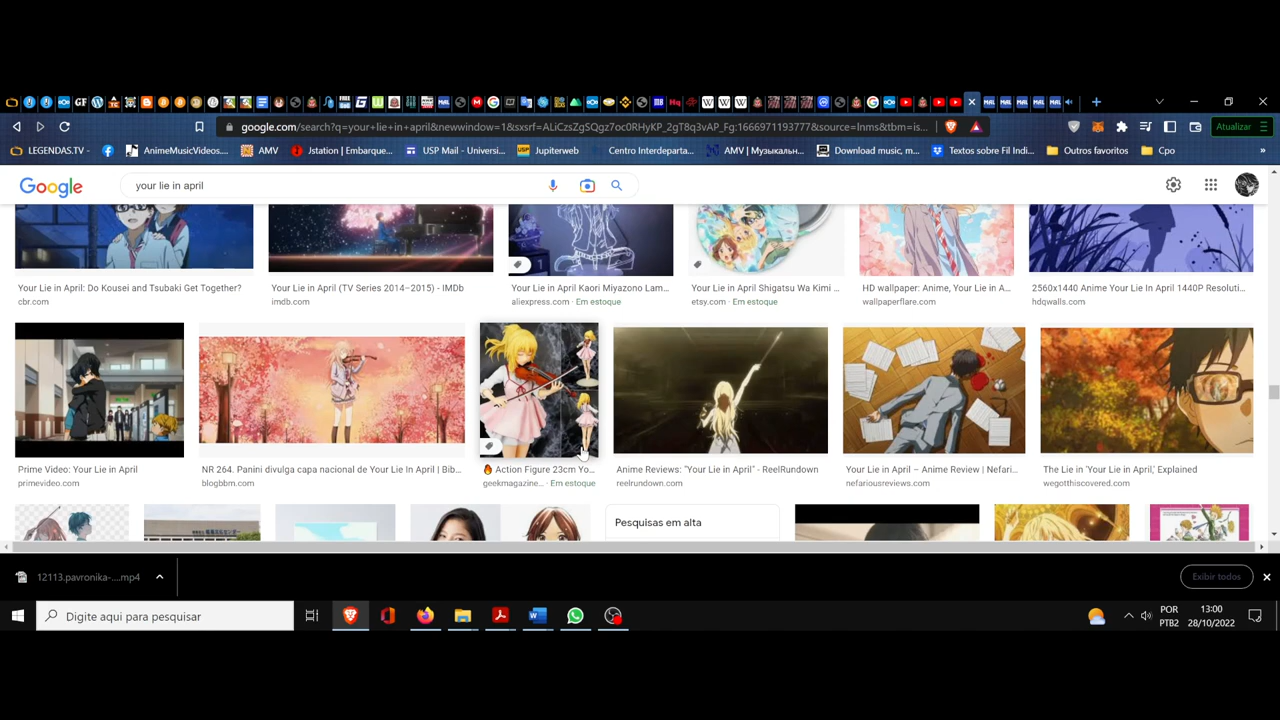 google.com/search?q=your+lie+in+april&newwindow=1&sxsrf=ALiCzsZgSQgz7oc0RHyKP_2gT8q3vAP_Fg:1666971193777&source=lnms&tbm=is...
Atualizar
LEGENDAS.TV
AnimeMusicVideos...
AMV
Jstation | Embarque...
USP Mail - Universi...
Jupiterweb
Centro Interdeparta...
AMV | Музыкальн...
Download music, m...
Textos sobre Fil Indi...
Outros favoritos
Cpo
»
Google
your lie in april
Your Lie in April: Do Kousei and Tsubaki Get Together?
cbr.com
Your Lie in April (TV Series 2014–2015) - IMDb
imdb.com
Your Lie in April Kaori Miyazono Lam...
aliexpress.com · Em estoque
Your Lie in April Shigatsu Wa Kimi ...
etsy.com · Em estoque
HD wallpaper: Anime, Your Lie in A...
wallpaperflare.com
2560x1440 Anime Your Lie In April 1440P Resoluti...
hdqwalls.com
Prime Video: Your Lie in April
primevideo.com
NR 264. Panini divulga capa nacional de Your Lie In April | Bib...
blogbbm.com
🔥 Action Figure 23cm Yo...
geekmagazine... · Em estoque
Anime Reviews: "Your Lie in April" - ReelRundown
reelrundown.com
Your Lie in April – Anime Review | Nefari...
nefariousreviews.com
The Lie in 'Your Lie in April,' Explained
wegotthiscovered.com
Pesquisas em alta
12113.pavronika-....mp4
Exibir todos
Digite aqui para pesquisar
POR
PTB2
13:00
28/10/2022